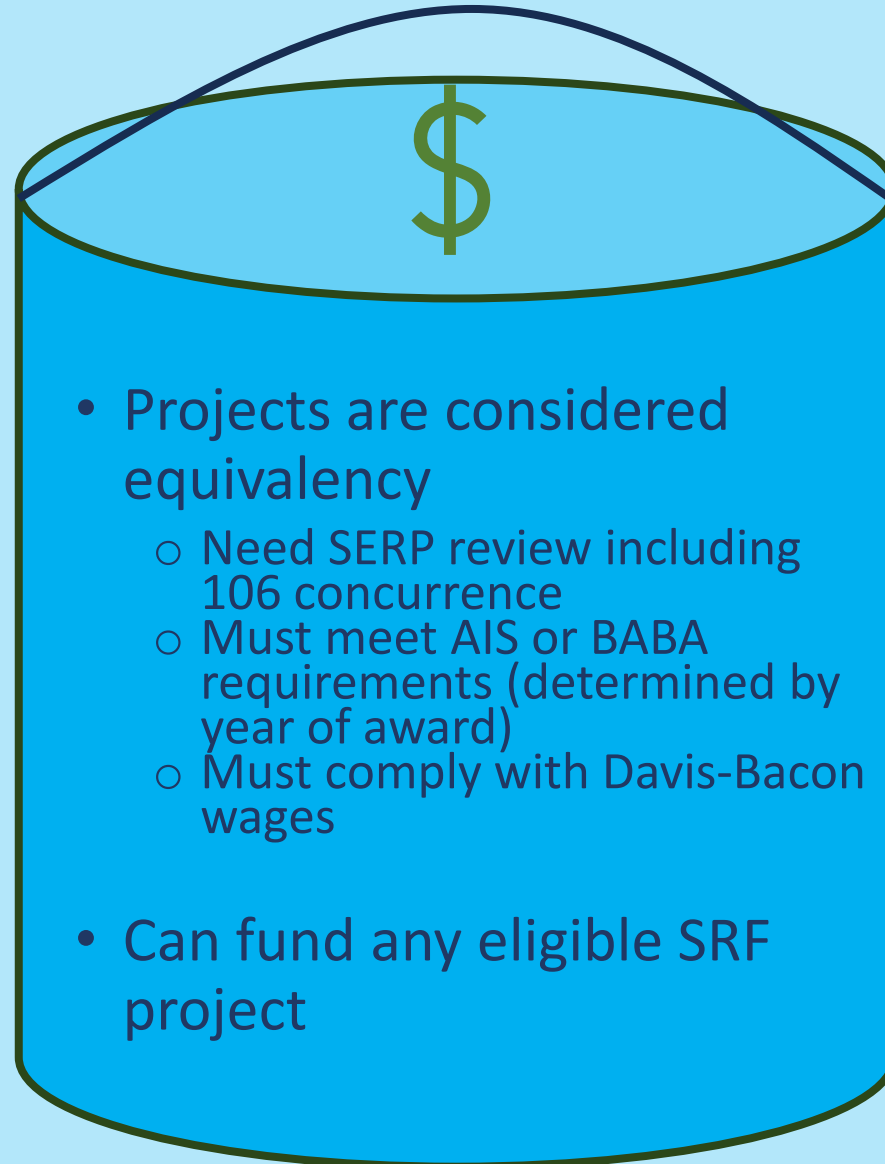 $
• Projects are considered
equivalency
o Need SERP review including
106 concurrence
o Must meet AIS or BABA
requirements (determined by
year of award)
o Must comply with Davis-Bacon
wages
• Can fund any eligible SRF
project